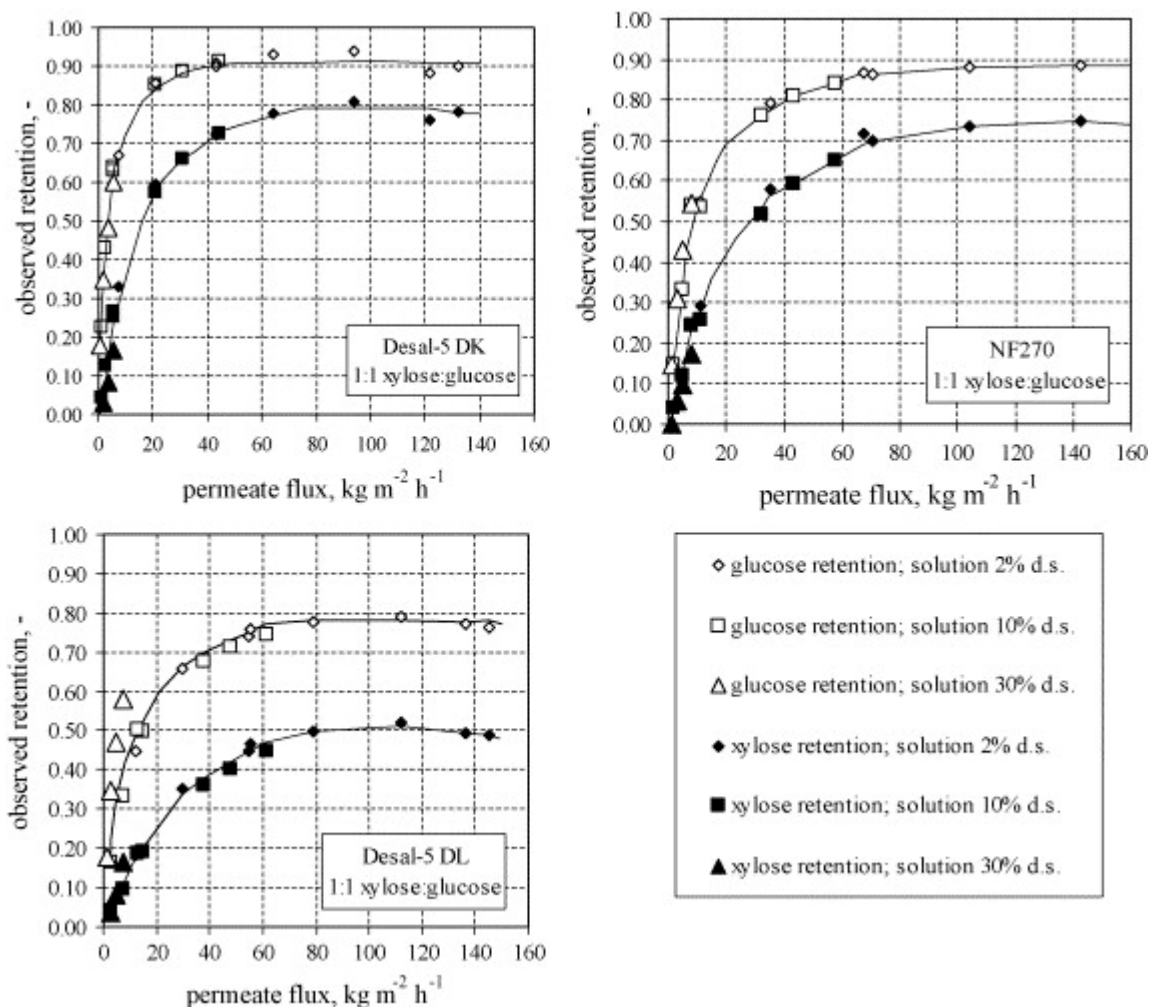 observed retention, -
1.00
0.90
0.80
0.70
0.60
0.50
0.40
0.30
0.20
0.10
0.00
Desal-5 DK
1:1 xylose:glucose
0 20 40 60 80 100 120 140 160
permeate flux, kg m⁻² h⁻¹
observed retention, -
1.00
0.90
0.80
0.70
0.60
0.50
0.40
0.30
0.20
0.10
0.00
NF270
1:1 xylose:glucose
0 20 40 60 80 100 120 140 160
permeate flux, kg m⁻² h⁻¹
observed retention, -
1.00
0.90
0.80
0.70
0.60
0.50
0.40
0.30
0.20
0.10
0.00
Desal-5 DL
1:1 xylose:glucose
0 20 40 60 80 100 120 140 160
permeate flux, kg m⁻² h⁻¹
glucose retention; solution 2% d.s.
glucose retention; solution 10% d.s.
glucose retention; solution 30% d.s.
xylose retention; solution 2% d.s.
xylose retention; solution 10% d.s.
xylose retention; solution 30% d.s.